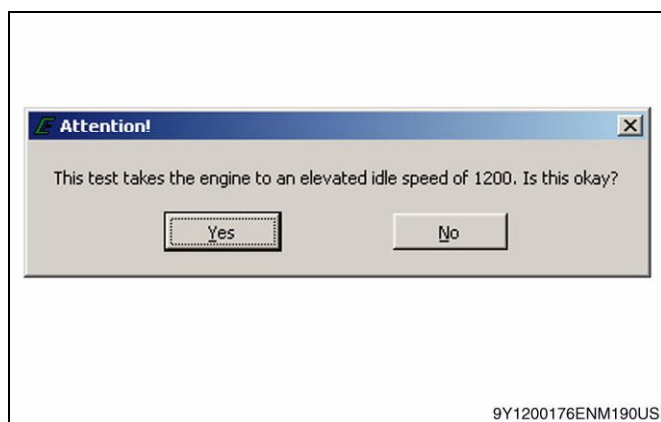 Attention!
This test takes the engine to an elevated idle speed of 1200. Is this okay?
Yes
No
9Y1200176ENM190US